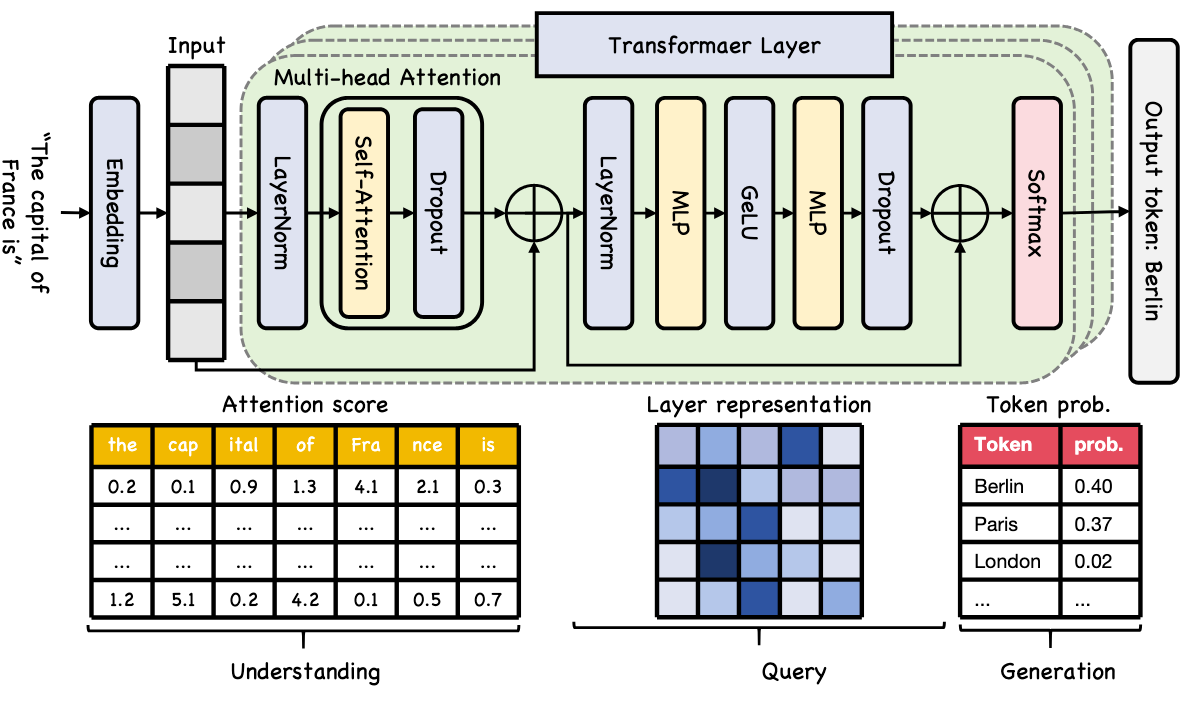 Input
Transformaer Layer
Multi-head Attention
“The capital of
France is”
Embedding
LayerNorm
Self-Attention
Dropout
LayerNorm
MLP
GeLU
MLP
Dropout
Softmax
Output token: Berlin
Attention score
the cap ital of Fra nce is
0.2 0.1 0.9 1.3 4.1 2.1 0.3
... ... ... ... ... ... ...
... ... ... ... ... ... ...
1.2 5.1 0.2 4.2 0.1 0.5 0.7
Understanding
Layer representation
Query
Token prob.
Token prob.
Berlin 0.40
Paris 0.37
London 0.02
... ...
Generation